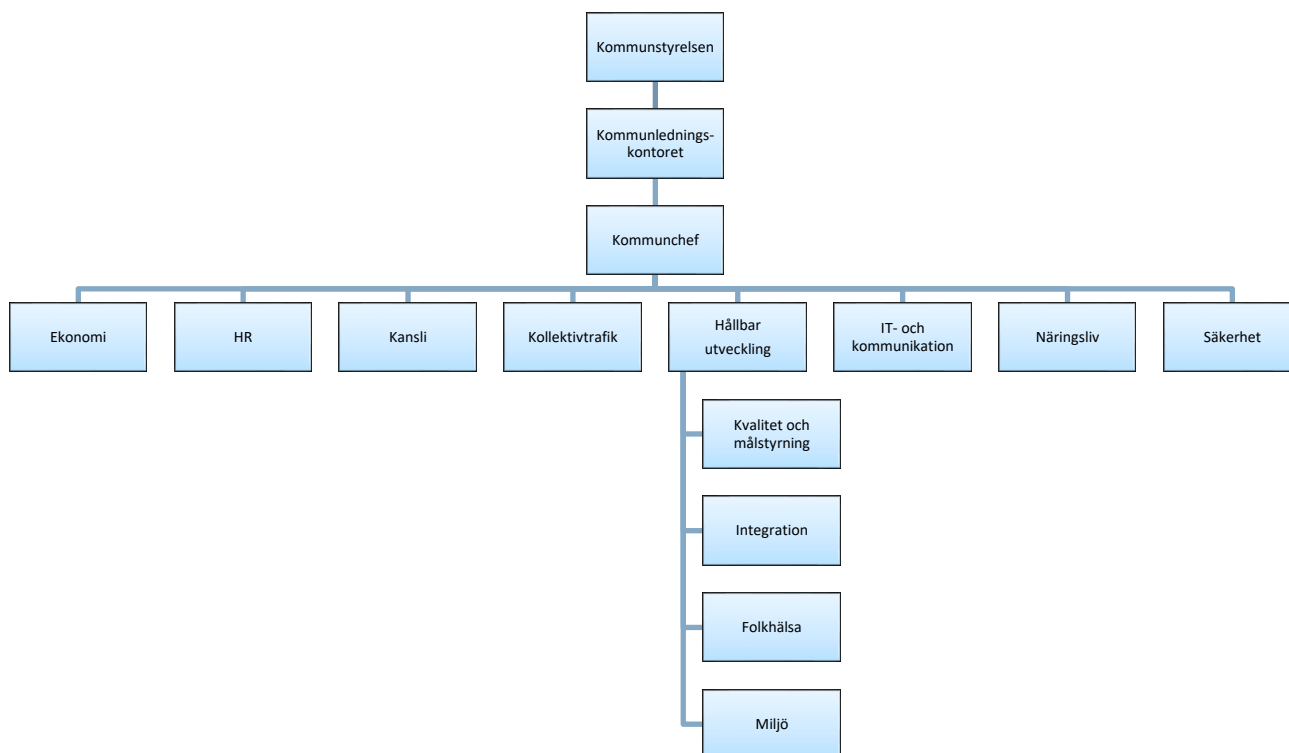 Kommunstyrelsen
Kommunlednings-
kontoret
Kommunchef
Ekonomi
HR
Kansli
Kollektivtrafik
Hållbar
utveckling
IT- och
kommunikation
Näringsliv
Säkerhet
Kvalitet och
målstyrning
Integration
Folkhälsa
Miljö